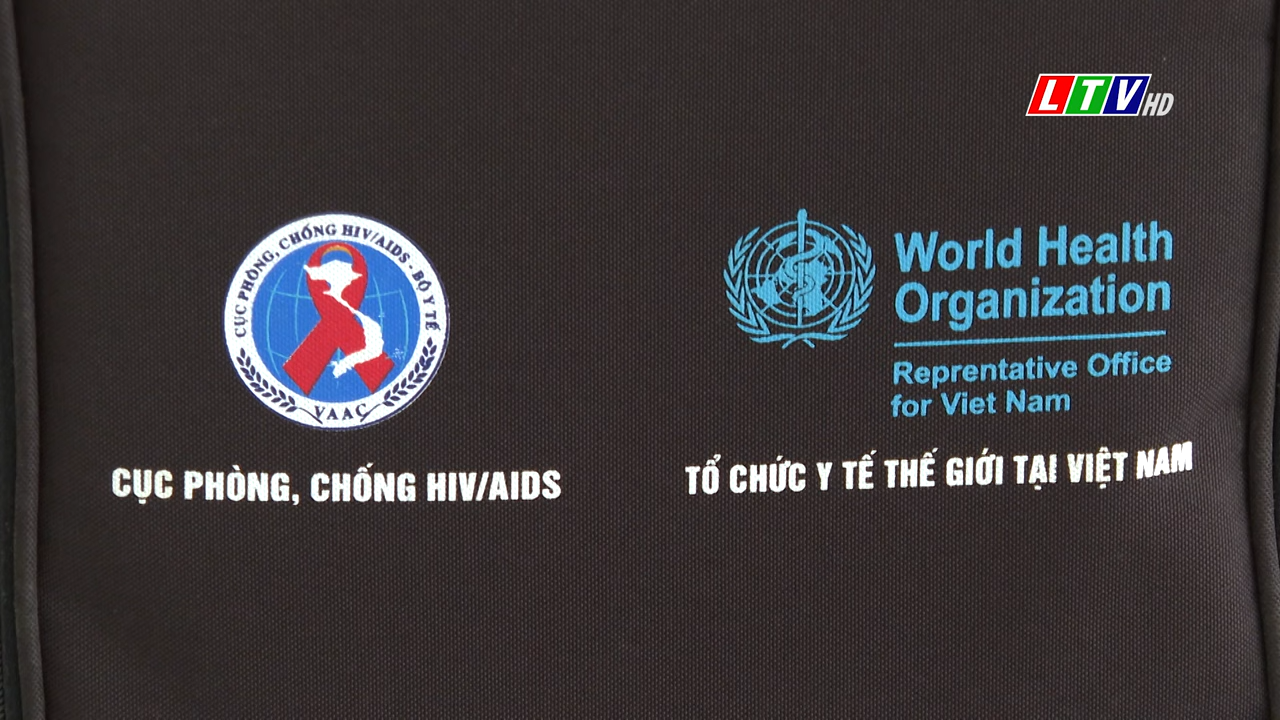 LTV HD
CỤC PHÒNG, CHỐNG HIV/AIDS - BỘ Y TẾ
VAAC
CỤC PHÒNG, CHỐNG HIV/AIDS
World Health
Organization
Reprentative Office
for Viet Nam
TỔ CHỨC Y TẾ THẾ GIỚI TẠI VIỆT NAM